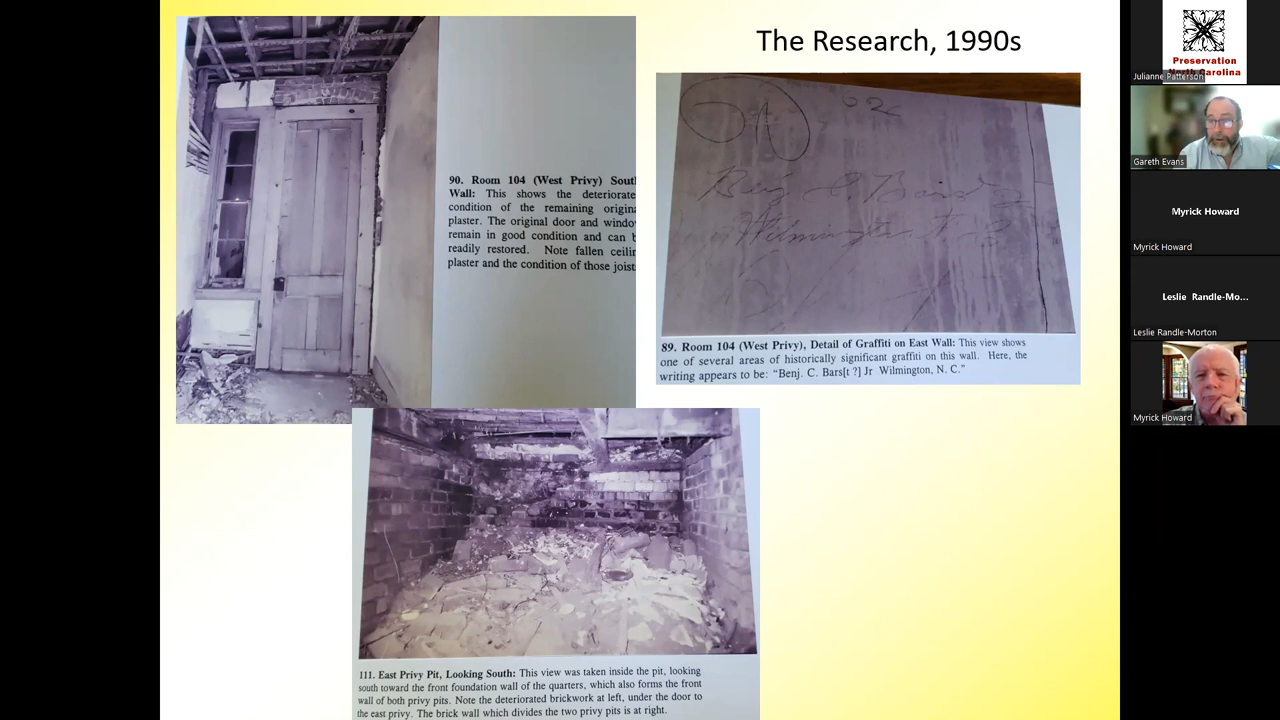 The Research, 1990s
90. Room 104 (West Privy) Sout
Wall: This shows the deteriorate
condition of the remaining origina
plaster. The original door and windo
remain in good condition and can b
readily restored. Note fallen ceilin
plaster and the condition of those joist
89. Room 104 (West Privy), Detail of Graffiti on East Wall: This view shows
one of several areas of historically significant graffiti on this wall. Here, the
writing appears to be: "Benj. C. Bars[t ?] Jr Wilmington, N. C."
111. East Privy Pit, Looking South: This view was taken inside the pit, looking
south toward the front foundation wall of the quarters, which also forms the front
wall of both privy pits. Note the deteriorated brickwork at left, under the door to
the east privy. The brick wall which divides the two privy pits is at right.
Preservation
North Carolina
Julianne Patterson
Gareth Evans
Myrick Howard
Myrick Howard
Leslie Randle-Mo...
Leslie Randle-Morton
Myrick Howard